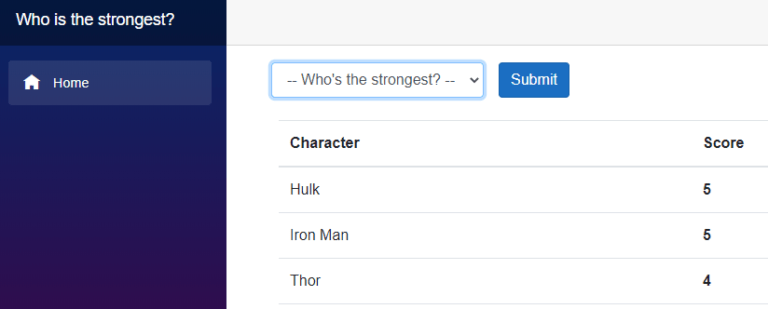 Who is the strongest?
Home
-- Who's the strongest? -- Submit
Character Score
Hulk 5
Iron Man 5
Thor 4